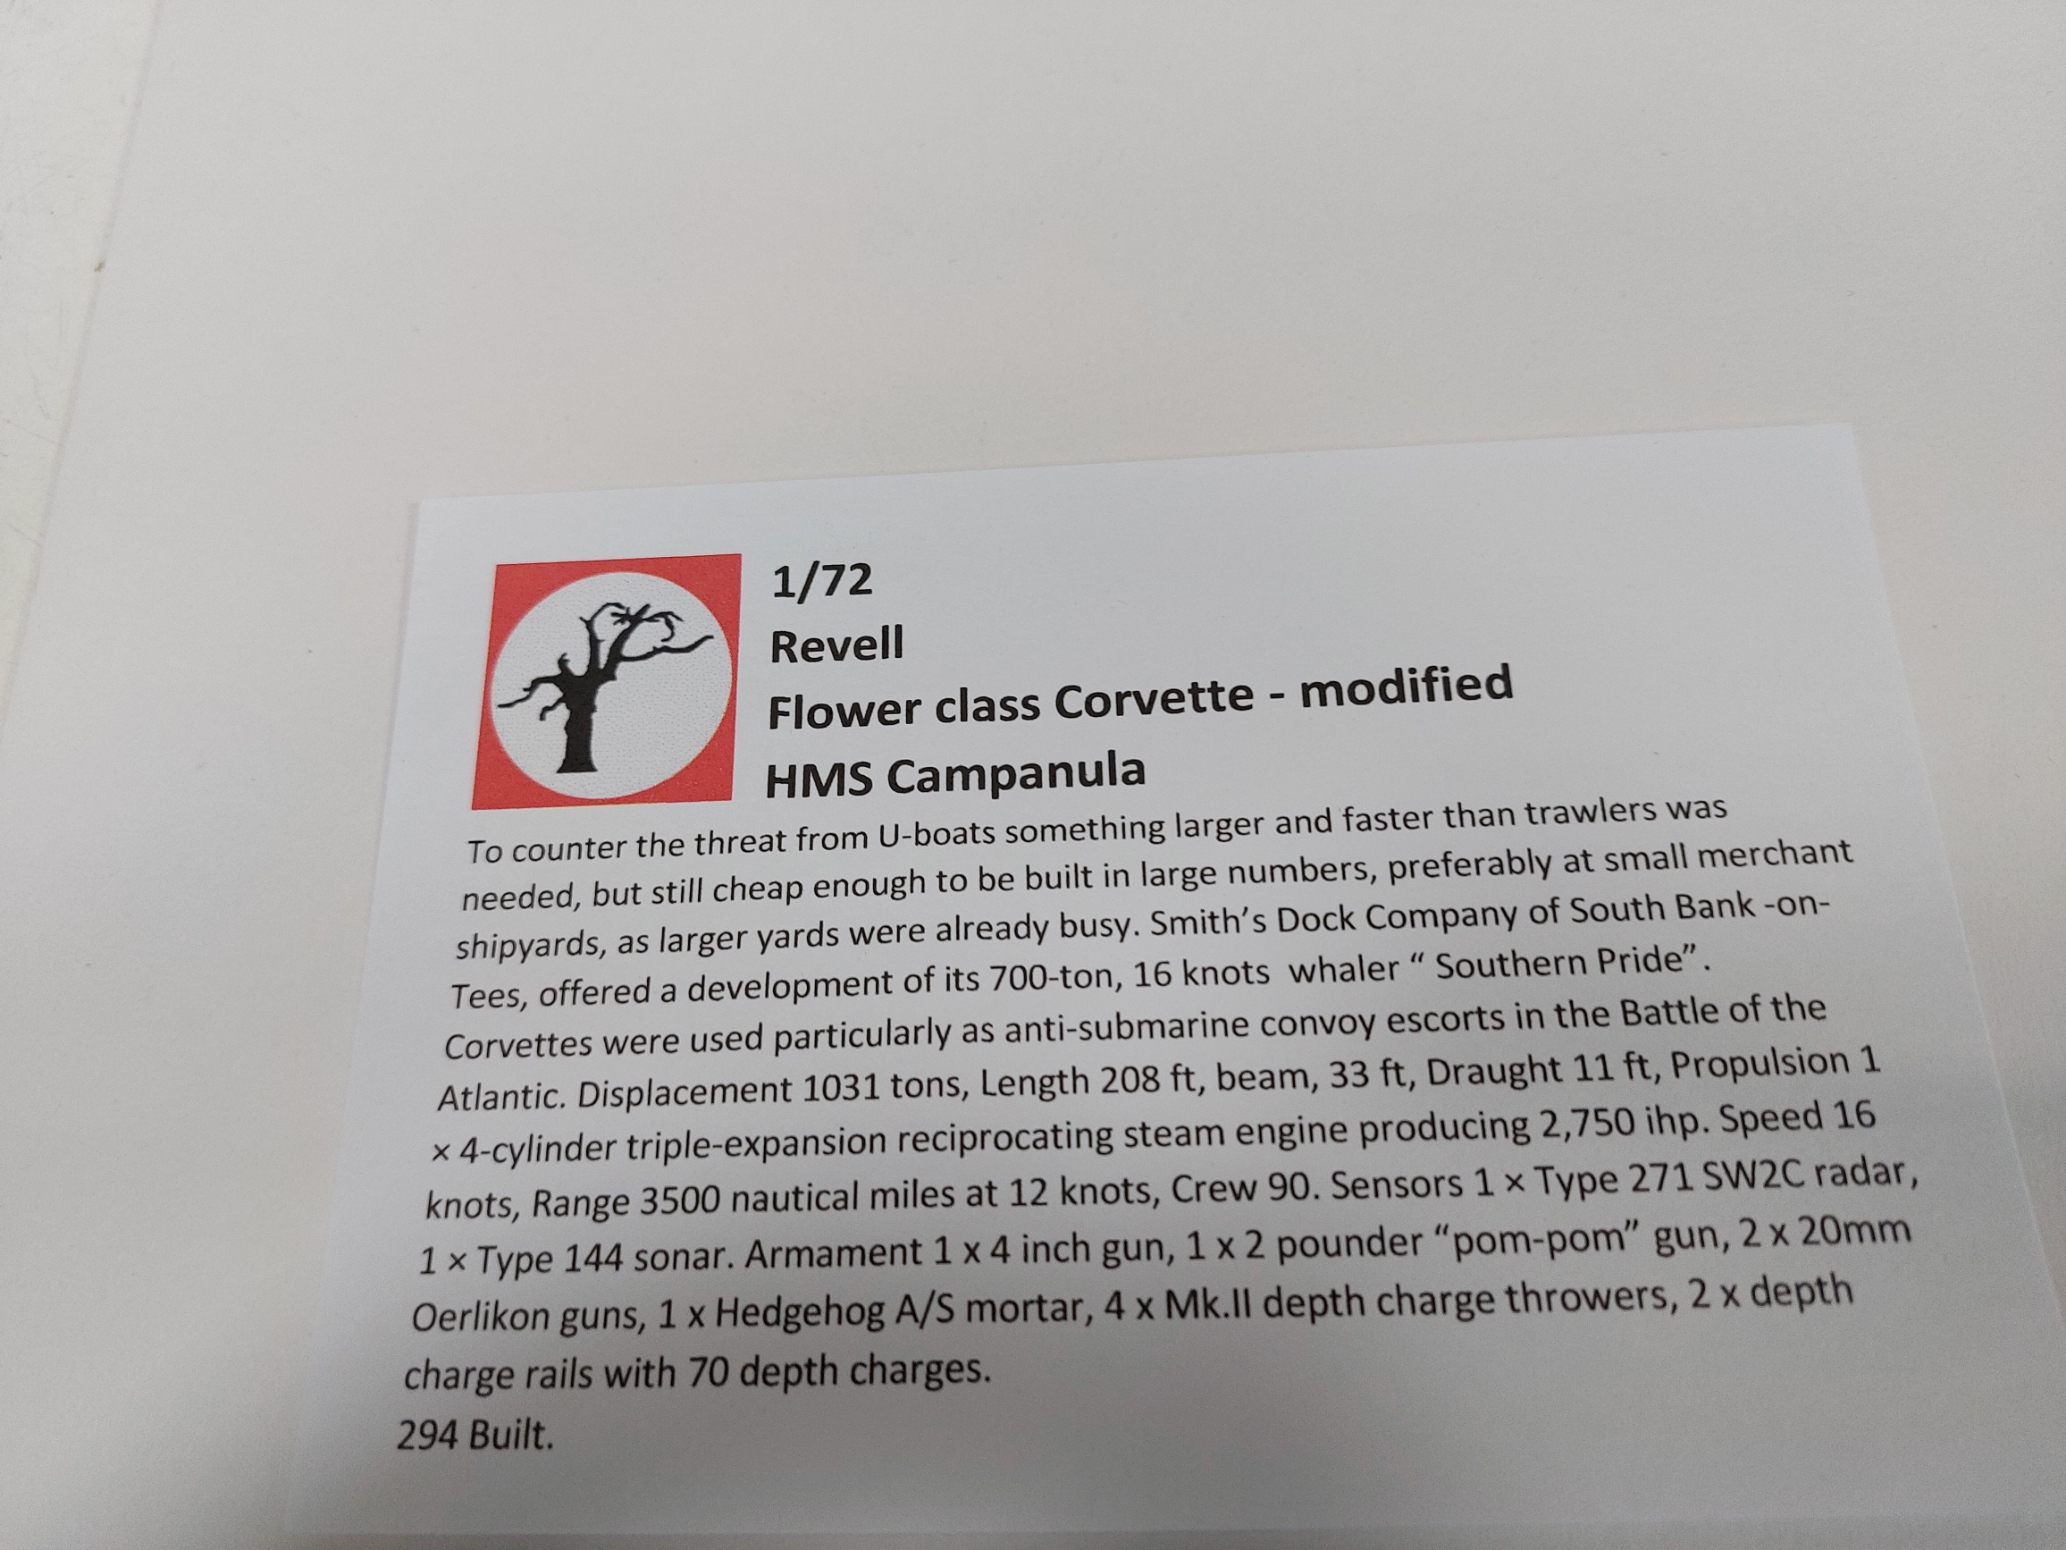 1/72
Revell
Flower class Corvette - modified
HMS Campanula
To counter the threat from U-boats something larger and faster than trawlers was
needed, but still cheap enough to be built in large numbers, preferably at small merchant
shipyards, as larger yards were already busy. Smith’s Dock Company of South Bank -on-
Tees, offered a development of its 700-ton, 16 knots  whaler “ Southern Pride”.
Corvettes were used particularly as anti-submarine convoy escorts in the Battle of the
Atlantic. Displacement 1031 tons, Length 208 ft, beam, 33 ft, Draught 11 ft, Propulsion 1
× 4-cylinder triple-expansion reciprocating steam engine producing 2,750 ihp. Speed 16
knots, Range 3500 nautical miles at 12 knots, Crew 90. Sensors 1 × Type 271 SW2C radar,
1 × Type 144 sonar. Armament 1 x 4 inch gun, 1 x 2 pounder “pom-pom” gun, 2 x 20mm
Oerlikon guns, 1 x Hedgehog A/S mortar, 4 x Mk.II depth charge throwers, 2 x depth
charge rails with 70 depth charges.
294 Built.